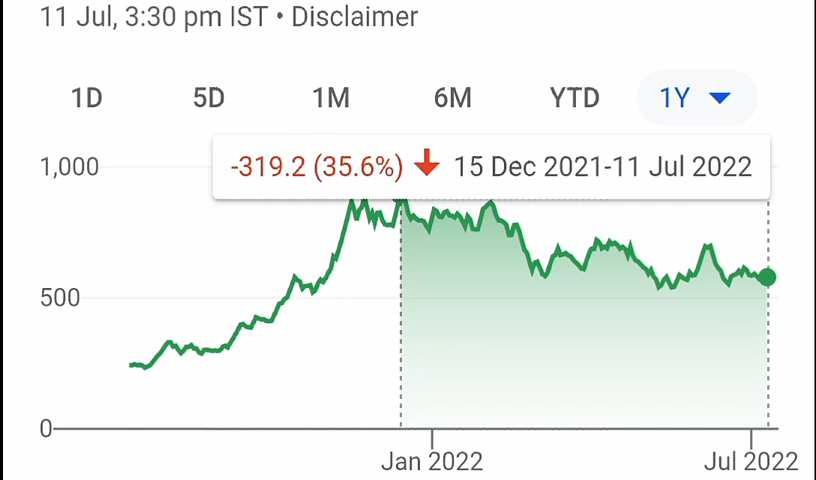 11 Jul, 3:30 pm IST • Disclaimer
1D 5D 1M 6M YTD 1Y
-319.2 (35.6%) 15 Dec 2021-11 Jul 2022
1,000
500
0
Jan 2022 Jul 2022